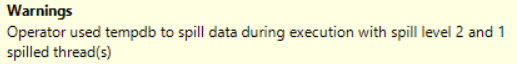 Warnings
Operator used tempdb to spill data during execution with spill level 2 and 1
spilled thread(s)